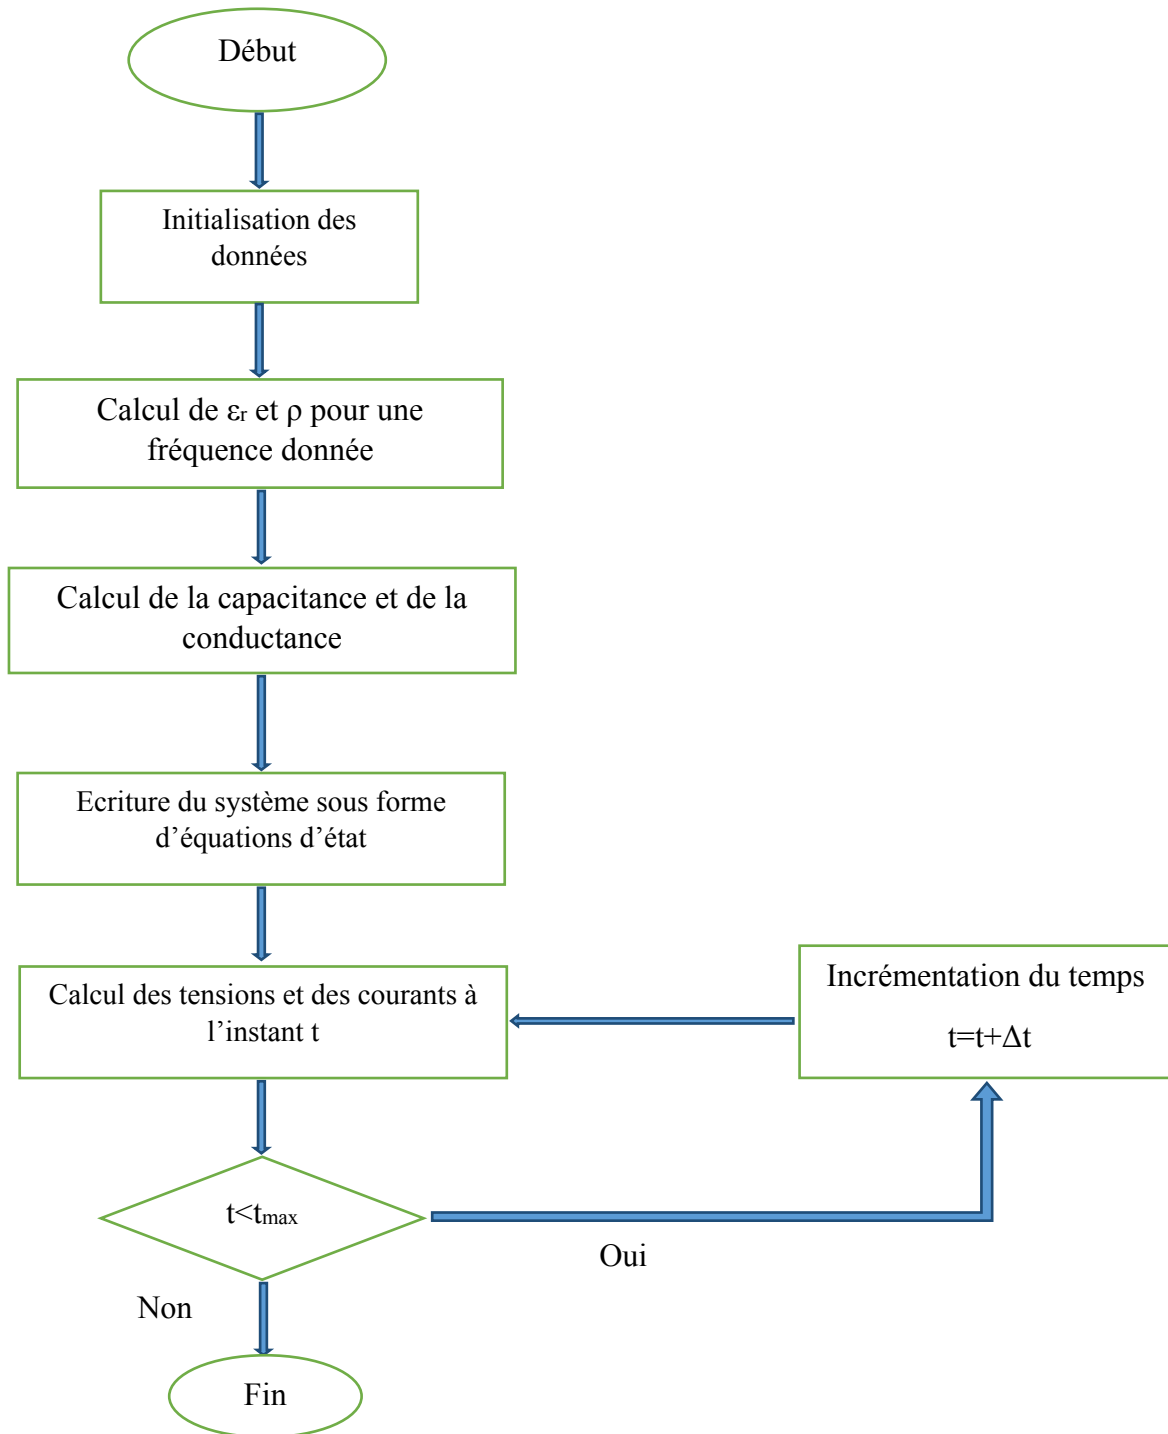 Début
Initialisation des
données
Calcul de εr et ρ pour une
fréquence donnée
Calcul de la capacitance et de la
conductance
Ecriture du système sous forme
d’équations d’état
Calcul des tensions et des courants à
l’instant t
Incrémentation du temps
t=t+Δt
t<tmax
Oui
Non
Fin